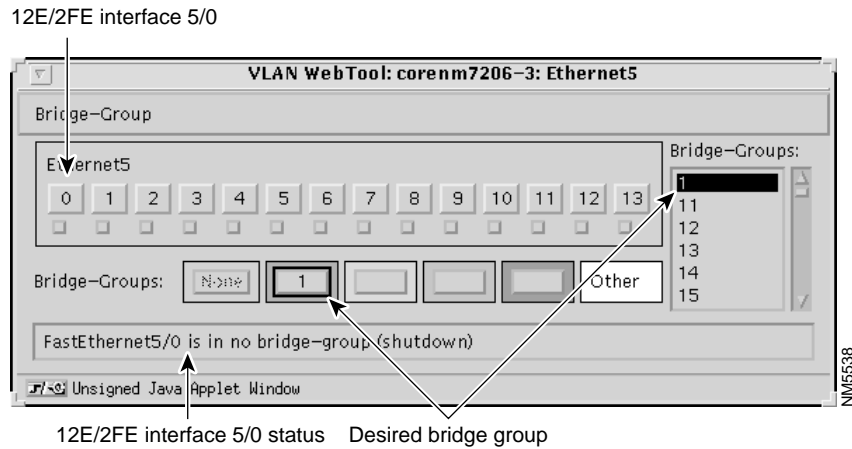 12E/2FE interface 5/0
VLAN WebTool: corenm7206-3: Ethernet5
Bridge-Group
Ethernet5
0 1 2 3 4 5 6 7 8 9 10 11 12 13
Bridge-Groups:
1
11
12
13
14
15
Bridge-Groups: None 1 Other
FastEthernet5/0 is in no bridge-group (shutdown)
Unsigned Java Applet Window
NM5538
12E/2FE interface 5/0 status Desired bridge group